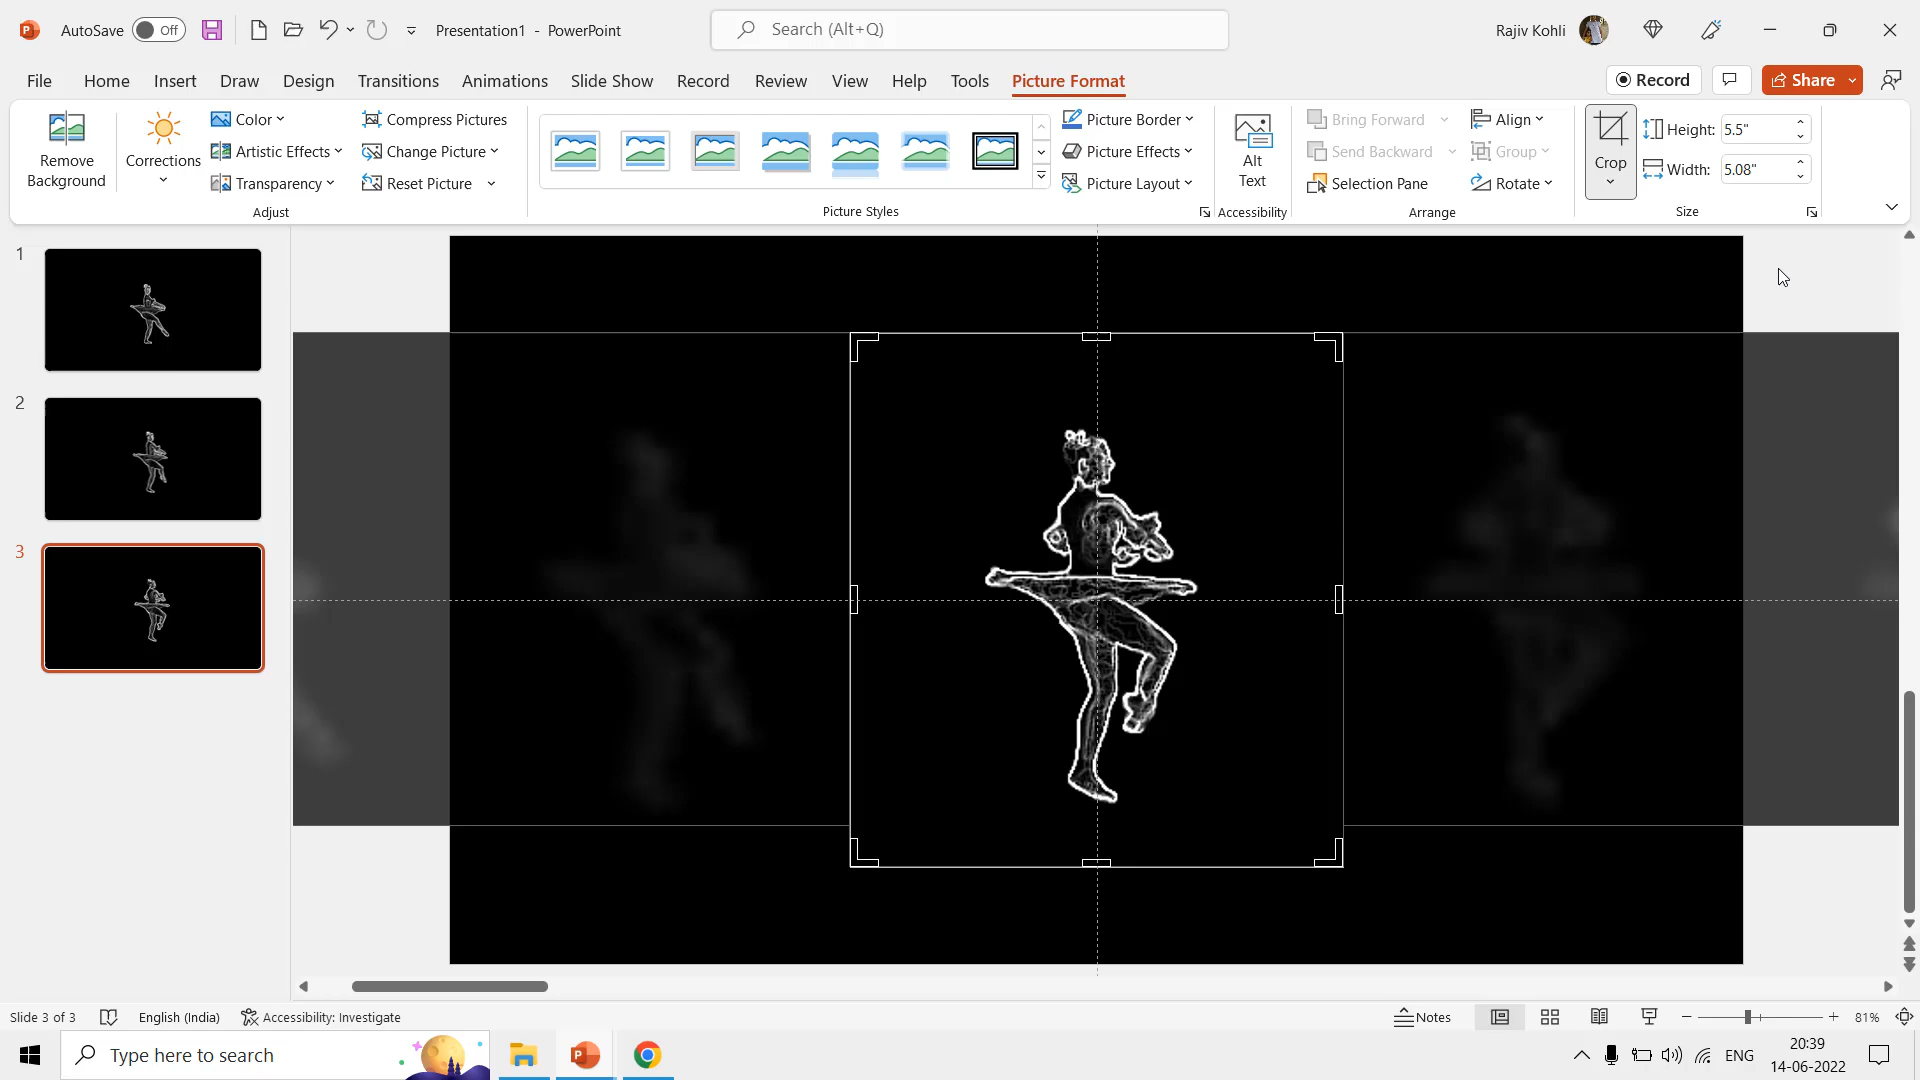 AutoSave Off Presentation1 - PowerPoint Search (Alt+Q) Rajiv Kohli
File Home Insert Draw Design Transitions Animations Slide Show Record Review View Help Tools Picture Format Record Share
Remove Background
Corrections
Color
Artistic Effects
Transparency
Compress Pictures
Change Picture
Reset Picture
Adjust
Picture Styles
Picture Border
Picture Effects
Picture Layout
Alt Text
Accessibility
Bring Forward
Send Backward
Selection Pane
Align
Group
Rotate
Arrange
Crop
Height: 5.5"
Width: 5.08"
Size
1
2
3
Slide 3 of 3 English (India) Accessibility: Investigate Notes 81%
Type here to search ENG
20:39
14-06-2022